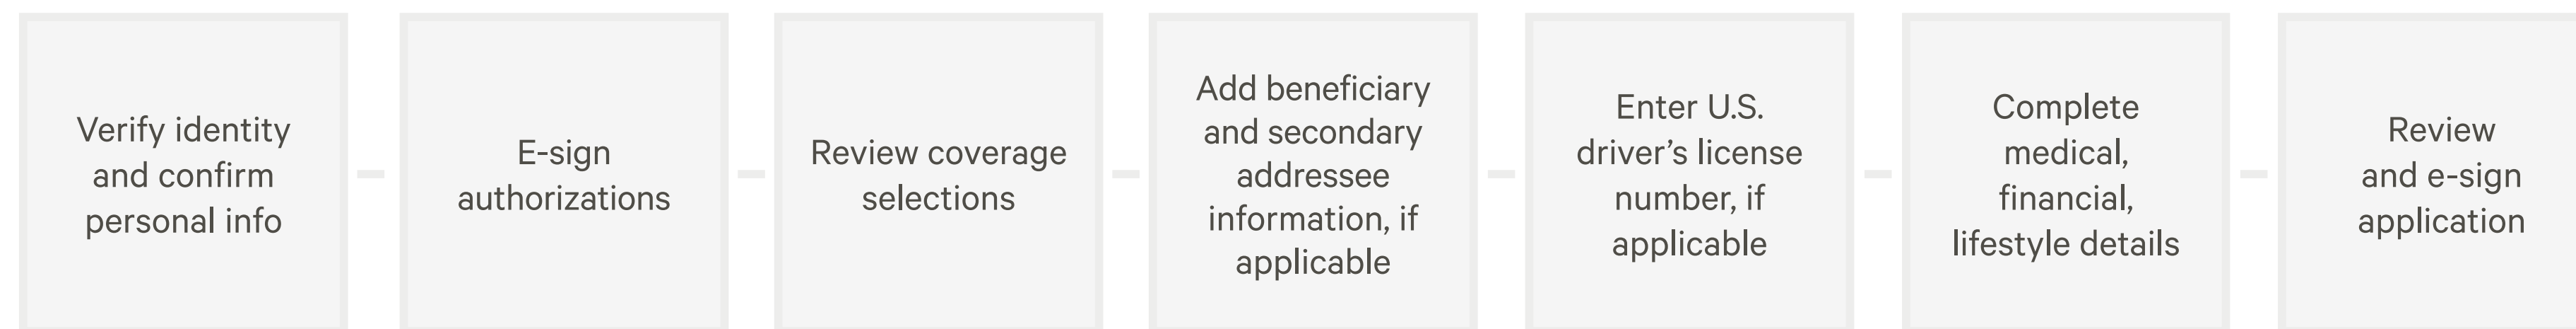 Verify identity
and confirm
personal info
E-sign
authorizations
Review coverage
selections
Add beneficiary
and secondary
addressee
information, if
applicable
Enter U.S.
driver’s license
number, if
applicable
Complete
medical,
financial,
lifestyle details
Review
and e-sign
application